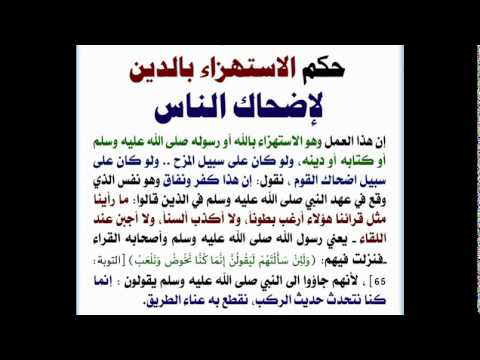 حكم الاستهزاء بالدين
لإضحاك الناس
إن هذا العمل وهو الاستهزاء بالله أو رسوله صلى الله عليه وسلم
أو كتابه أو دينه، ولو كان على سبيل المزح .. ولو كان على
سبيل اضحاك القوم ، نقول: إن هذا كفر ونفاق وهو نفس الذي
وقع في عهد النبي صلى الله عليه وسلم في الذين قالوا: ما رأينا
مثل قرائنا هؤلاء أرغب بطوناً، ولا أكذب ألسناً، ولا أجبن عند
اللقاء - يعني رسول الله صلى الله عليه وسلم وأصحابه القراء
-فنزلت فيهم: (وَلَئِن سَأَلْتَهُمْ لَيَقُولُنَّ إِنَّمَا كُنَّا نَخُوضُ وَنَلْعَبُ) [التوبة:
65] ، لأنهم جاؤوا الى النبي صلى الله عليه وسلم يقولون : إنما
كنا نتحدث حديث الركب، نقطع به عناء الطريق.